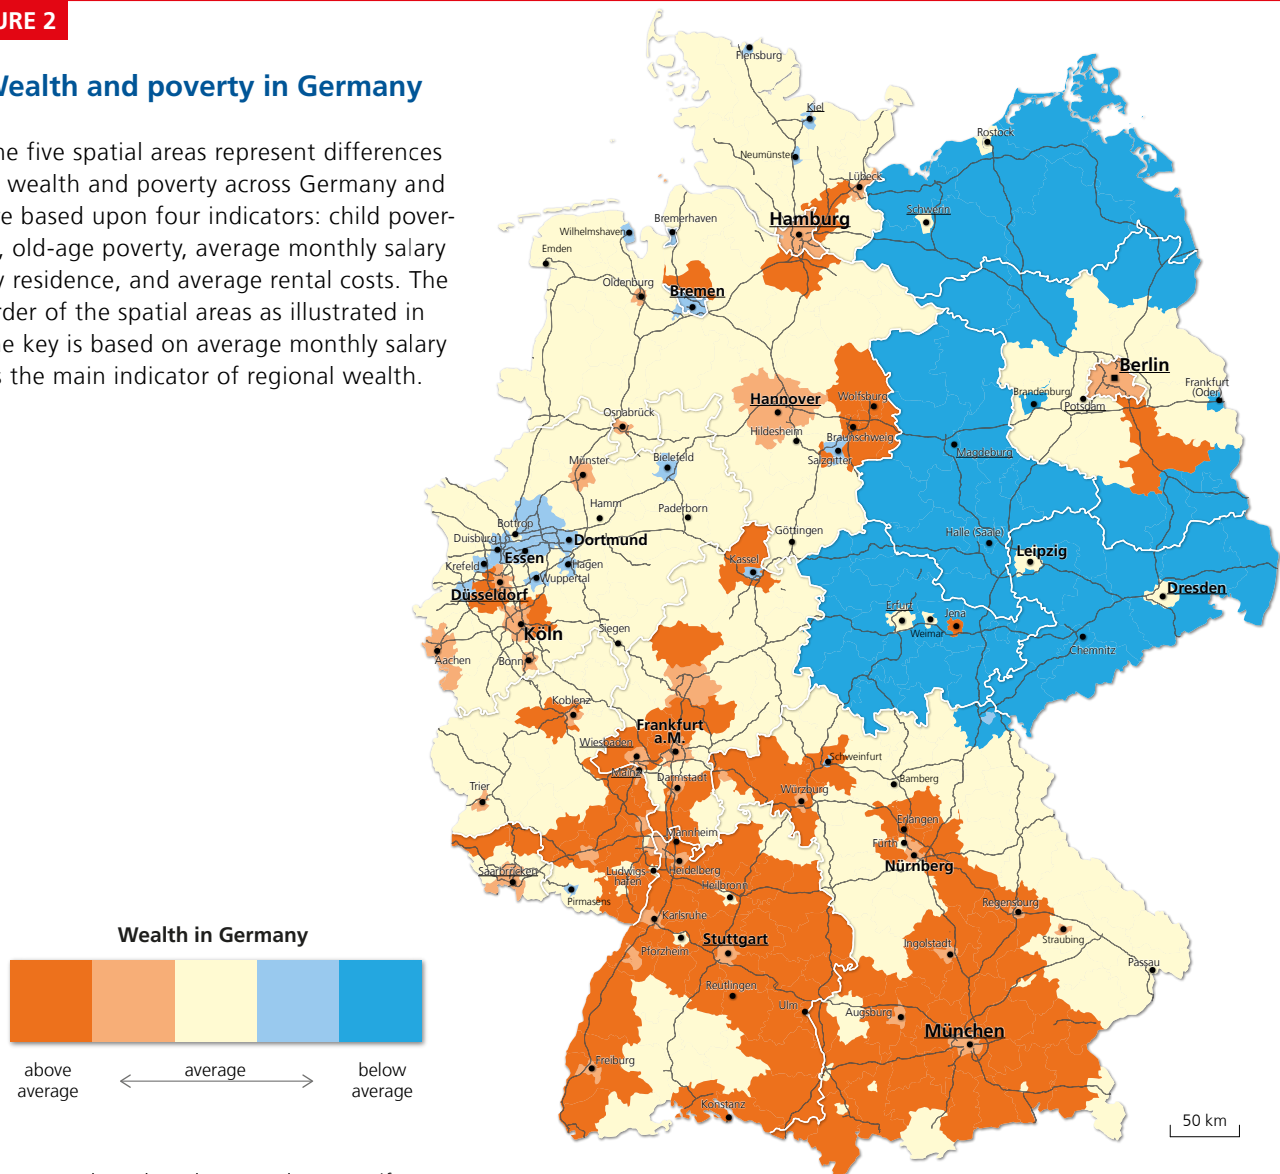 URE 2
Wealth and poverty in Germany
he five spatial areas represent differences
wealth and poverty across Germany and
e based upon four indicators: child pover-
, old-age poverty, average monthly salary
y residence, and average rental costs. The
rder of the spatial areas as illustrated in
he key is based on average monthly salary
s the main indicator of regional wealth.
Flensburg
Kiel
Neumünster
Lübeck
Rostock
Schwerin
Hamburg
Bremerhaven
Wilhelmshaven
Emden
Oldenburg
Bremen
Berlin
Brandenburg
Potsdam
Frankfurt
(Oder)
Hannover
Wolfsburg
Hildesheim
Braunschweig
Salzgitter
Osnabrück
Magdeburg
Münster
Bielefeld
Hamm
Paderborn
Bottrop
Duisburg
Dortmund
Essen
Krefeld
Hagen
Wuppertal
Düsseldorf
Göttingen
Kassel
Halle (Saale)
Leipzig
Dresden
Erfurt
Weimar
Jena
Chemnitz
Köln
Siegen
Aachen
Bonn
Koblenz
Frankfurt
a.M.
Wiesbaden
Mainz
Darmstadt
Schweinfurt
Bamberg
Würzburg
Trier
Erlangen
Fürth
Nürnberg
Mannheim
Heidelberg
Ludwigs-
hafen
Heilbronn
Saarbrücken
Pirmasens
Regensburg
Straubing
Karlsruhe
Stuttgart
Pforzheim
Ingolstadt
Passau
Reutlingen
Ulm
Augsburg
München
Freiburg
Konstanz
Wealth in Germany
above
average
average
below
average
50 km